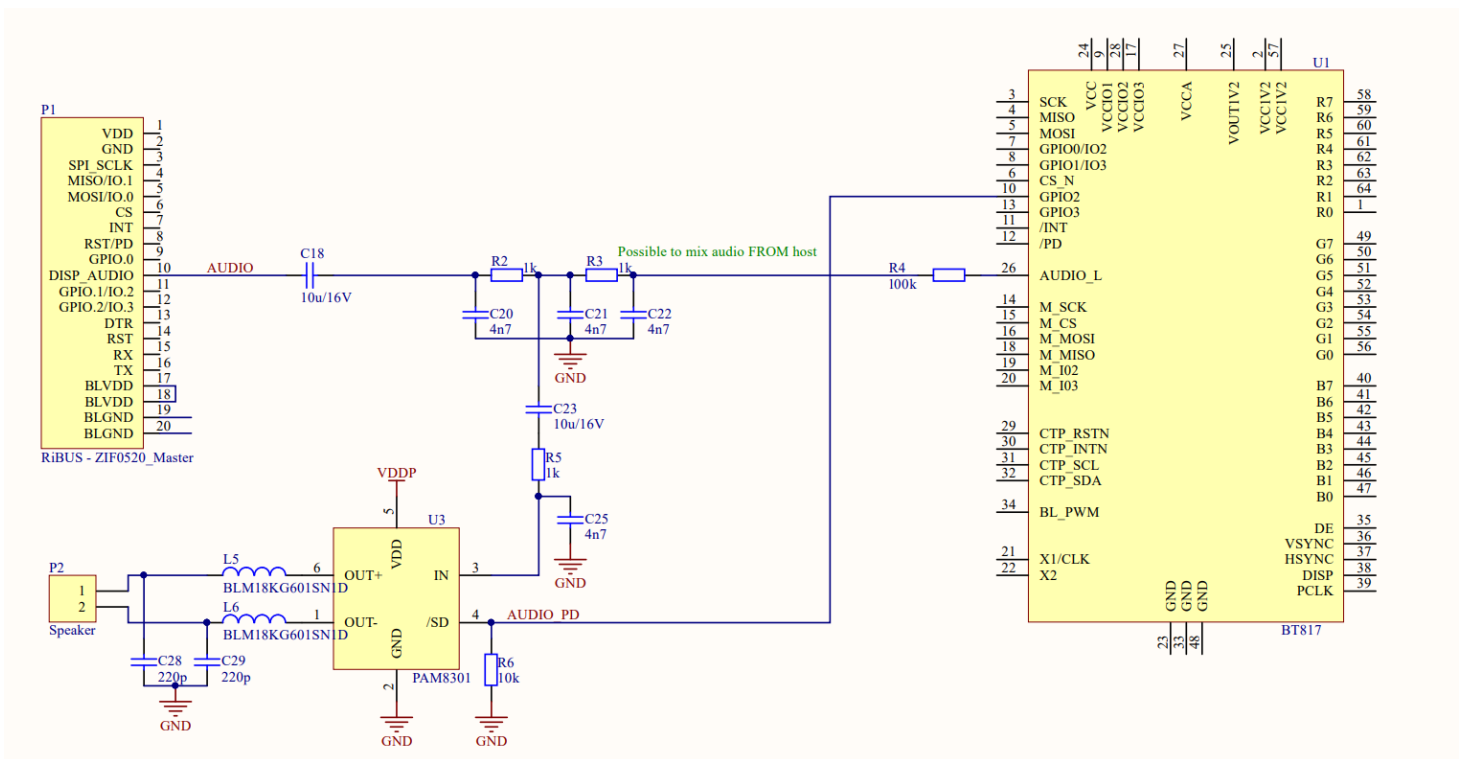 P1
VDD 1
GND 2
SPI_SCLK 3
MISO/IO.1 4
MOSI/IO.0 5
CS 6
INT 7
RST/PD 8
GPIO.0 9
DISP_AUDIO 10
GPIO.1/IO.2 11
GPIO.2/IO.3 12
DTR 13
RST 14
RX 15
TX 16
BLVDD 17
BLVDD 18
BLGND 19
BLGND 20
RiBUS - ZIF0520_Master
AUDIO
C18
10u/16V
R2
1k
R3
1k
Possible to mix audio FROM host
C20
4n7
C21
4n7
C22
4n7
GND
R4
100k
C23
10u/16V
R5
1k
C25
4n7
GND
VDDP
5
U3
VDD
6 OUT+
IN 3
1 OUT-
/SD 4
GND
2
PAM8301
GND
AUDIO_PD
R6
10k
GND
L5
BLM18KG601SN1D
L6
BLM18KG601SN1D
P2
1
2
Speaker
C28
220p
C29
220p
GND
U1
24 VCC
9 VCCIO1
28 VCCIO2
17 VCCIO3
27 VCCA
25 VOUT1V2
2 VCC1V2
57 VCC1V2
3 SCK
4 MISO
5 MOSI
7 GPIO0/IO2
8 GPIO1/IO3
6 CS_N
10 GPIO2
13 GPIO3
11 /INT
12 /PD
26 AUDIO_L
14 M_SCK
15 M_CS
16 M_MOSI
18 M_MISO
19 M_I02
20 M_I03
29 CTP_RSTN
30 CTP_INTN
31 CTP_SCL
32 CTP_SDA
34 BL_PWM
21 X1/CLK
22 X2
R7 58
R6 59
R5 60
R4 61
R3 62
R2 63
R1 64
R0 1
G7 49
G6 50
G5 51
G4 52
G3 53
G2 54
G1 55
G0 56
B7 40
B6 41
B5 42
B4 43
B3 44
B2 45
B1 46
B0 47
DE 35
VSYNC 36
HSYNC 37
DISP 38
PCLK 39
GND 23
GND 33
GND 48
BT817